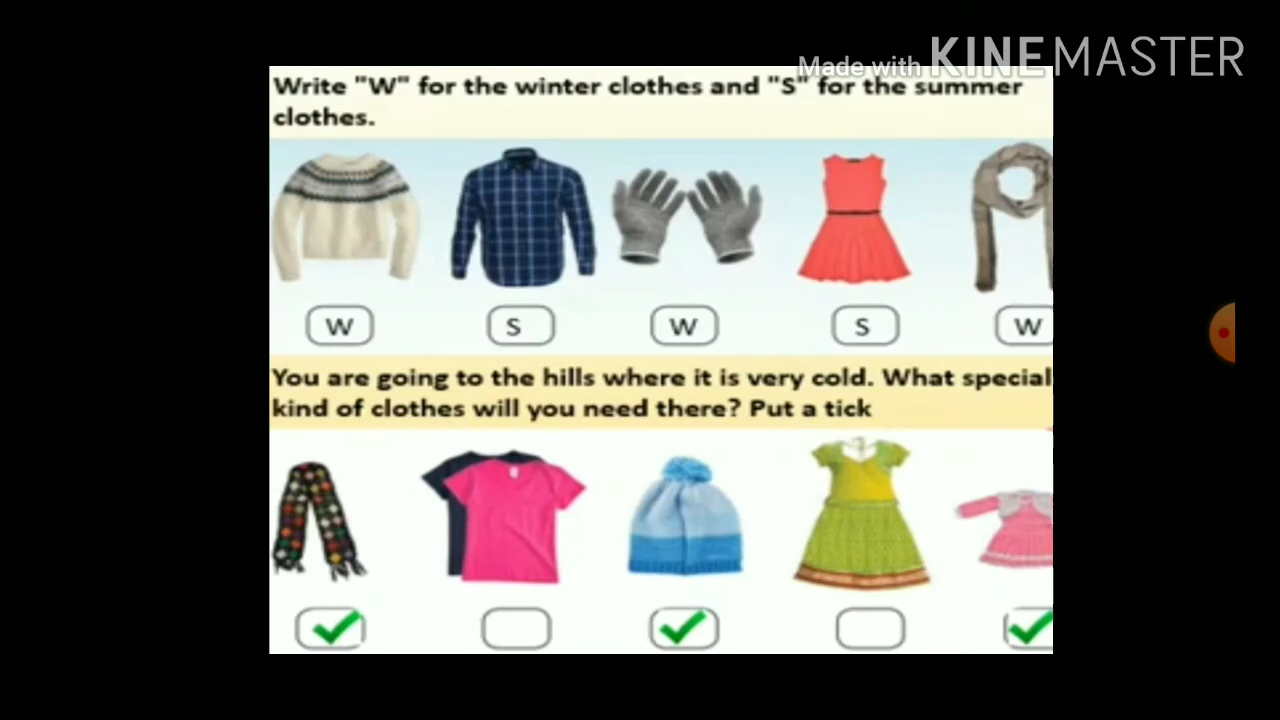 Made with KINEMASTER
Write "W" for the winter clothes and "S" for the summer
clothes.
W S W S W
You are going to the hills where it is very cold. What special
kind of clothes will you need there? Put a tick